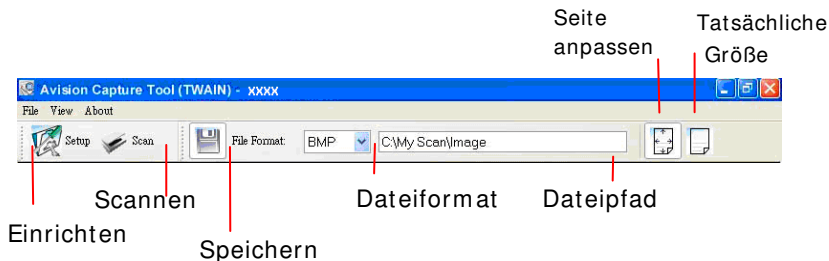 Seite
anpassen
Tatsächliche
Größe
Avision Capture Tool (TWAIN) - xxxx
File View About
Setup Scan File Format: BMP C:\My Scan\Image
Scannen
Dateiformat
Dateipfad
Einrichten
Speichern